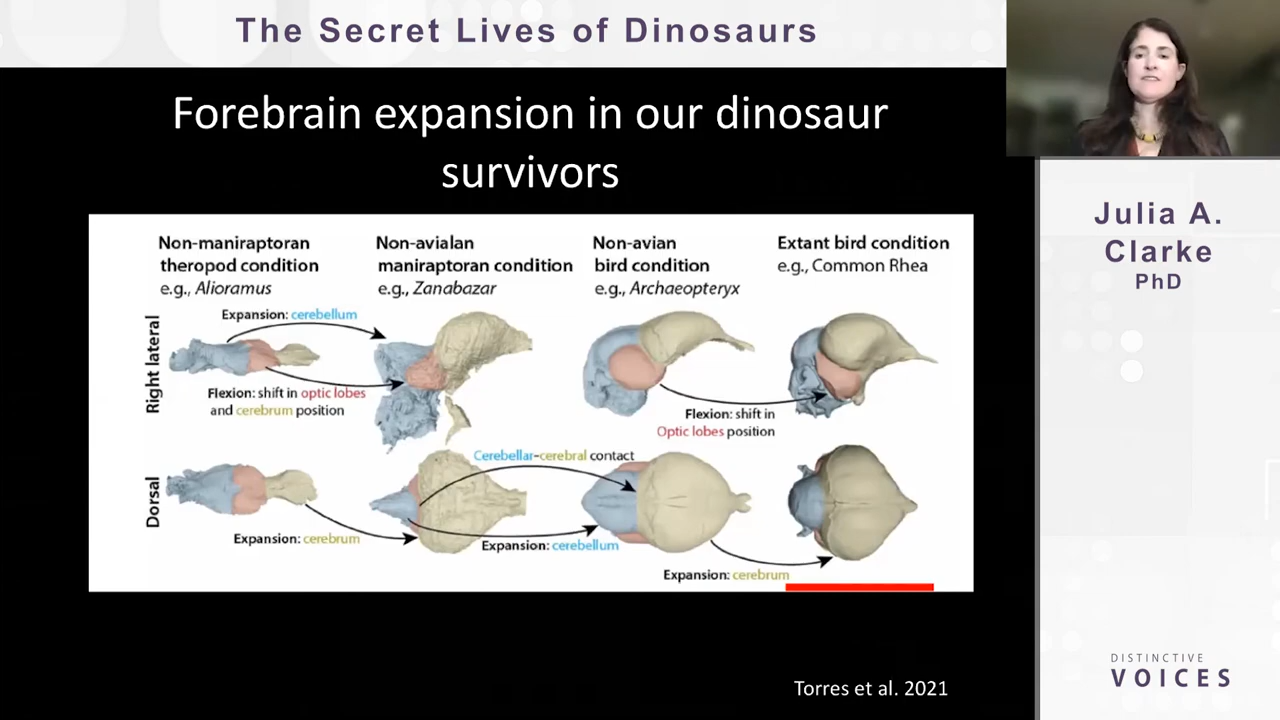 The Secret Lives of Dinosaurs
Forebrain expansion in our dinosaur
survivors
Julia A.
Clarke
PhD
Non-maniraptoran
theropod condition
e.g., Alioramus
Non-avialan
maniraptoran condition
e.g., Zanabazar
Non-avian
bird condition
e.g., Archaeopteryx
Extant bird condition
e.g., Common Rhea
Right lateral
Expansion: cerebellum
Flexion: shift in optic lobes
and cerebrum position
Flexion: shift in
Optic lobes position
Dorsal
Cerebellar-cerebral contact
Expansion: cerebrum
Expansion: cerebellum
Expansion: cerebrum
Torres et al. 2021
DISTINCTIVE
VOICES